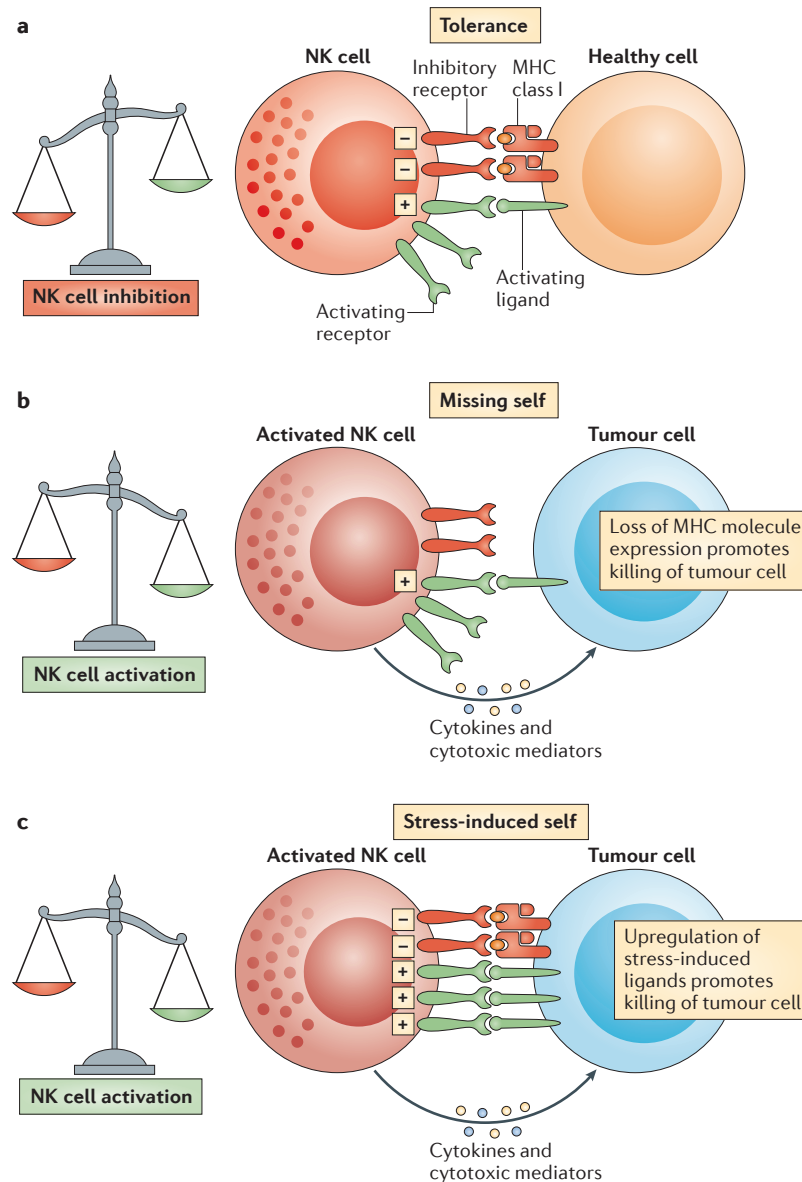 a
Tolerance
NK cell
Healthy cell
Inhibitory
receptor
MHC
class I
−
−
+
NK cell inhibition
Activating
receptor
Activating
ligand
b
Missing self
Activated NK cell
Tumour cell
+
Loss of MHC molecule
expression promotes
killing of tumour cell
NK cell activation
Cytokines and
cytotoxic mediators
c
Stress-induced self
Activated NK cell
Tumour cell
−
−
+
+
+
Upregulation of
stress-induced
ligands promotes
killing of tumour cell
NK cell activation
Cytokines and
cytotoxic mediators